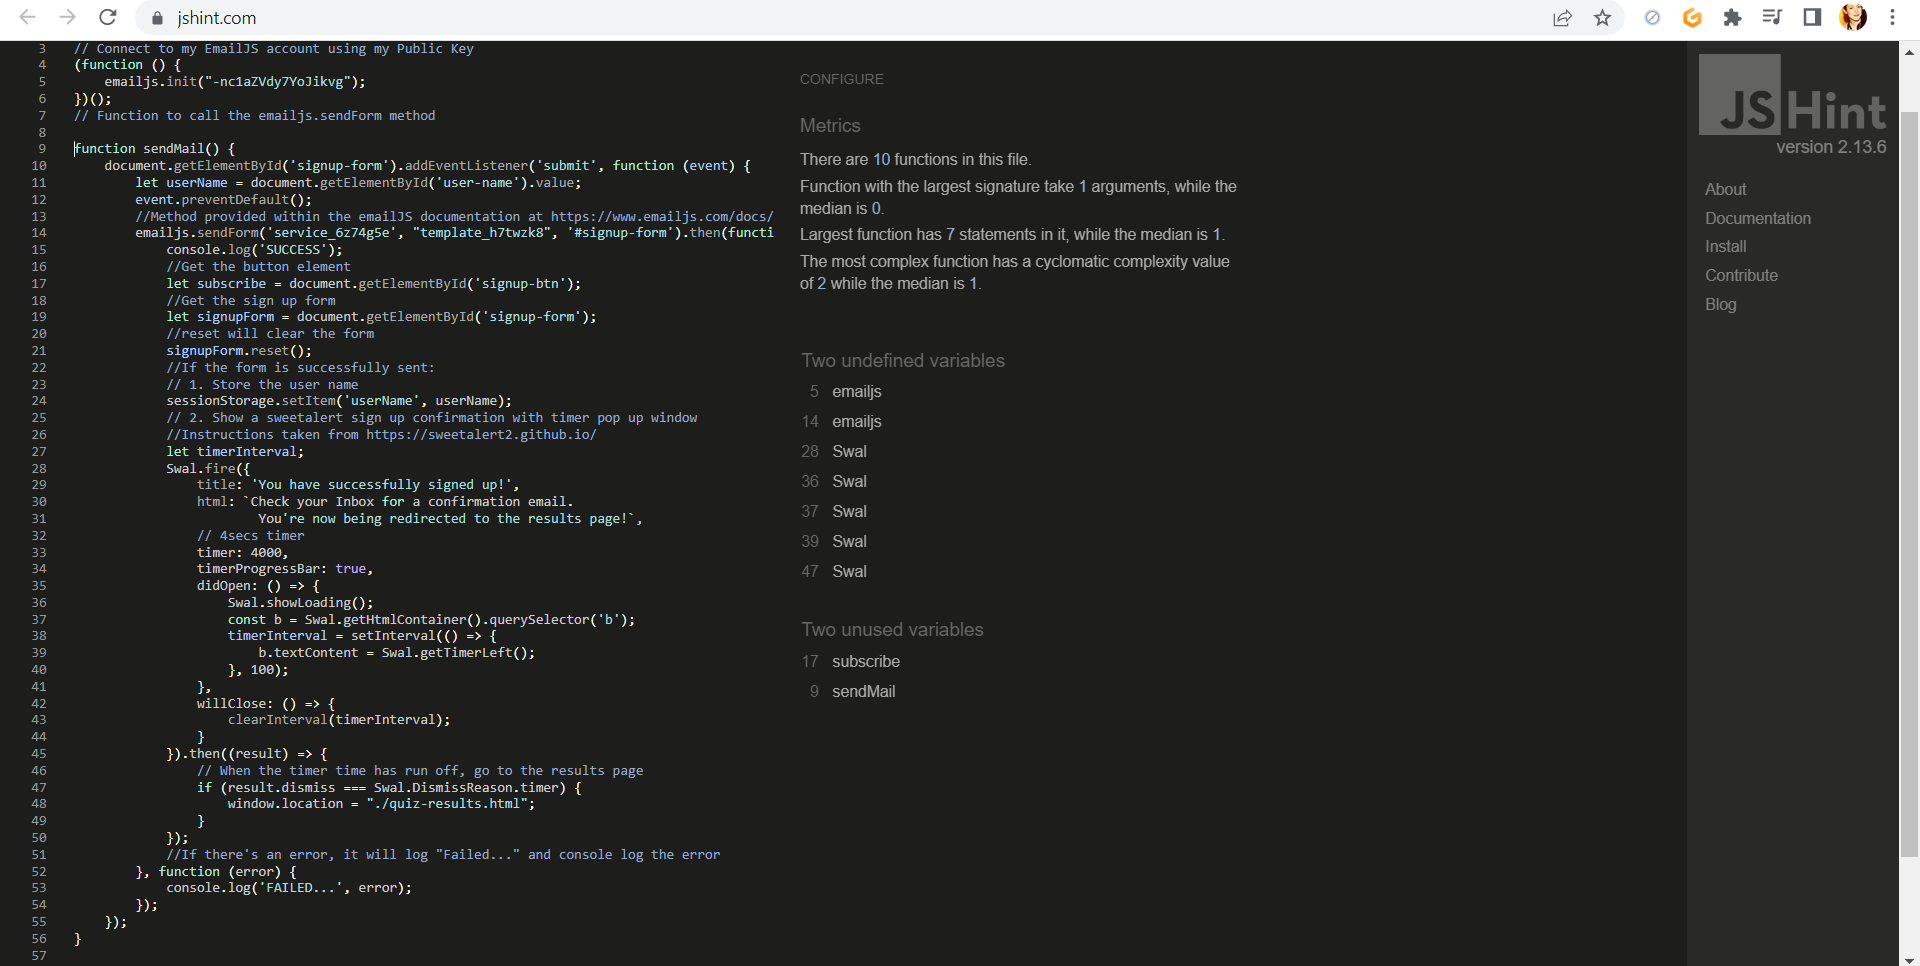 jshint.com
3 // Connect to my EmailJS account using my Public Key
4 (function () {
5 emailjs.init("-nc1aZVdy7YoJikvg");
6 })();
7 // Function to call the emailjs.sendForm method
8
9 function sendMail() {
10 document.getElementById('signup-form').addEventListener('submit', function (event) {
11 let userName = document.getElementById('user-name').value;
12 event.preventDefault();
13 //Method provided within the emailJS documentation at https://www.emailjs.com/docs/
14 emailjs.sendForm('service_6z74g5e', "template_h7twzk8", '#signup-form').then(functi
15 console.log('SUCCESS');
16 //Get the button element
17 let subscribe = document.getElementById('signup-btn');
18 //Get the sign up form
19 let signupForm = document.getElementById('signup-form');
20 //reset will clear the form
21 signupForm.reset();
22 //If the form is successfully sent:
23 // 1. Store the user name
24 sessionStorage.setItem('userName', userName);
25 // 2. Show a sweetalert sign up confirmation with timer pop up window
26 //Instructions taken from https://sweetalert2.github.io/
27 let timerInterval;
28 Swal.fire({
29 title: 'You have successfully signed up!',
30 html: `Check your Inbox for a confirmation email.
31 You're now being redirected to the results page!`,
32 // 4secs timer
33 timer: 4000,
34 timerProgressBar: true,
35 didOpen: () => {
36 Swal.showLoading();
37 const b = Swal.getHtmlContainer().querySelector('b');
38 timerInterval = setInterval(() => {
39 b.textContent = Swal.getTimerLeft();
40 }, 100);
41 },
42 willClose: () => {
43 clearInterval(timerInterval);
44 }
45 }).then((result) => {
46 // When the timer time has run off, go to the results page
47 if (result.dismiss === Swal.DismissReason.timer) {
48 window.location = "./quiz-results.html";
49 }
50 });
51 //If there's an error, it will log "Failed..." and console log the error
52 }, function (error) {
53 console.log('FAILED...', error);
54 });
55 });
56 }
57
CONFIGURE
Metrics
There are 10 functions in this file.
Function with the largest signature take 1 arguments, while the
median is 0.
Largest function has 7 statements in it, while the median is 1.
The most complex function has a cyclomatic complexity value
of 2 while the median is 1.
Two undefined variables
5 emailjs
14 emailjs
28 Swal
36 Swal
37 Swal
39 Swal
47 Swal
Two unused variables
17 subscribe
9 sendMail
JSHint
version 2.13.6
About
Documentation
Install
Contribute
Blog